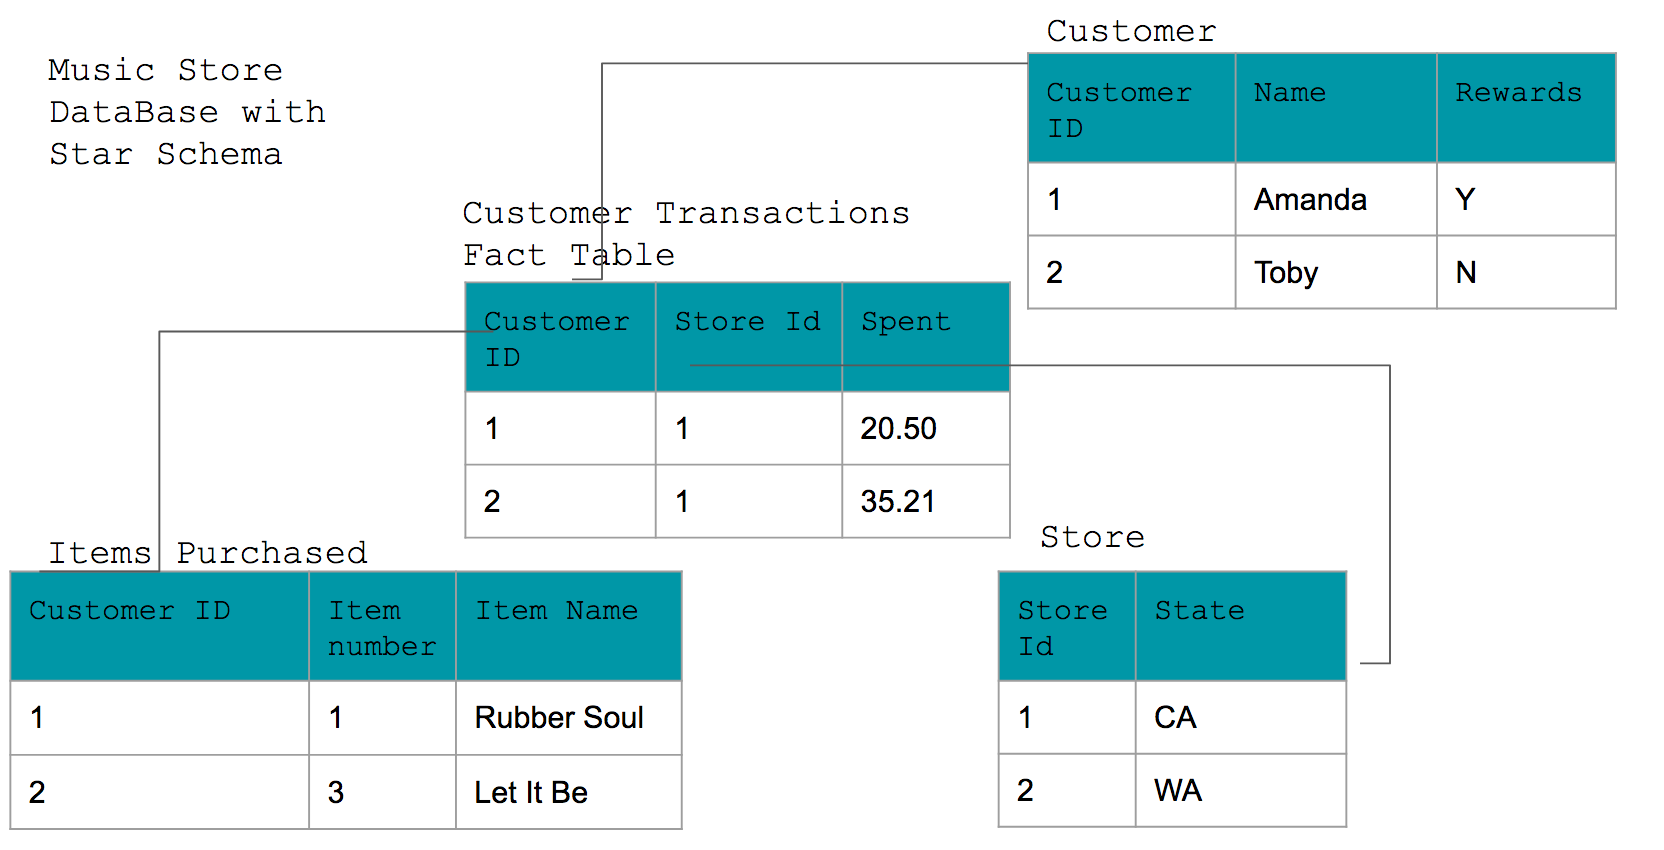 Music Store
DataBase with
Star Schema
Customer
Customer ID Name Rewards
1 Amanda Y
2 Toby N
Customer Transactions
Fact Table
Customer ID Store Id Spent
1 1 20.50
2 1 35.21
Items Purchased
Customer ID Item number Item Name
1 1 Rubber Soul
2 3 Let It Be
Store
Store Id State
1 CA
2 WA